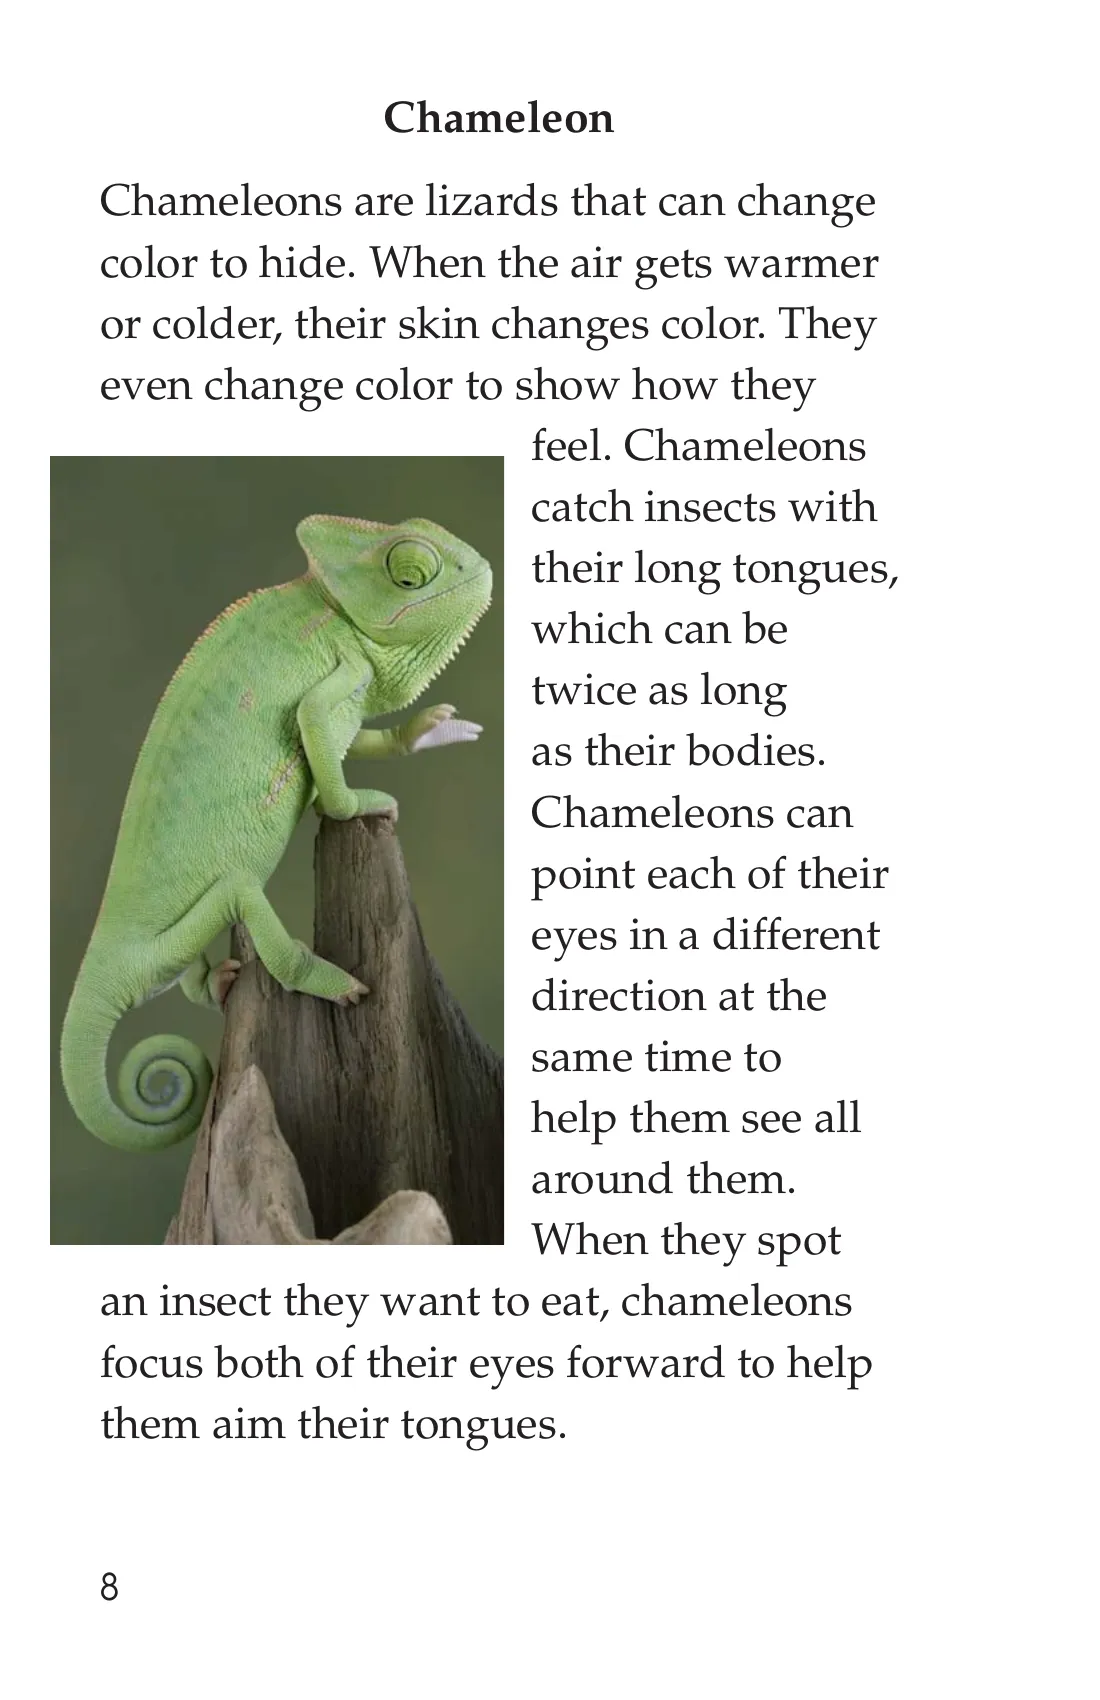 Chameleon
Chameleons are lizards that can change
color to hide. When the air gets warmer
or colder, their skin changes color. They
even change color to show how they
feel. Chameleons
catch insects with
their long tongues,
which can be
twice as long
as their bodies.
Chameleons can
point each of their
eyes in a different
direction at the
same time to
help them see all
around them.
When they spot
an insect they want to eat, chameleons
focus both of their eyes forward to help
them aim their tongues.
8